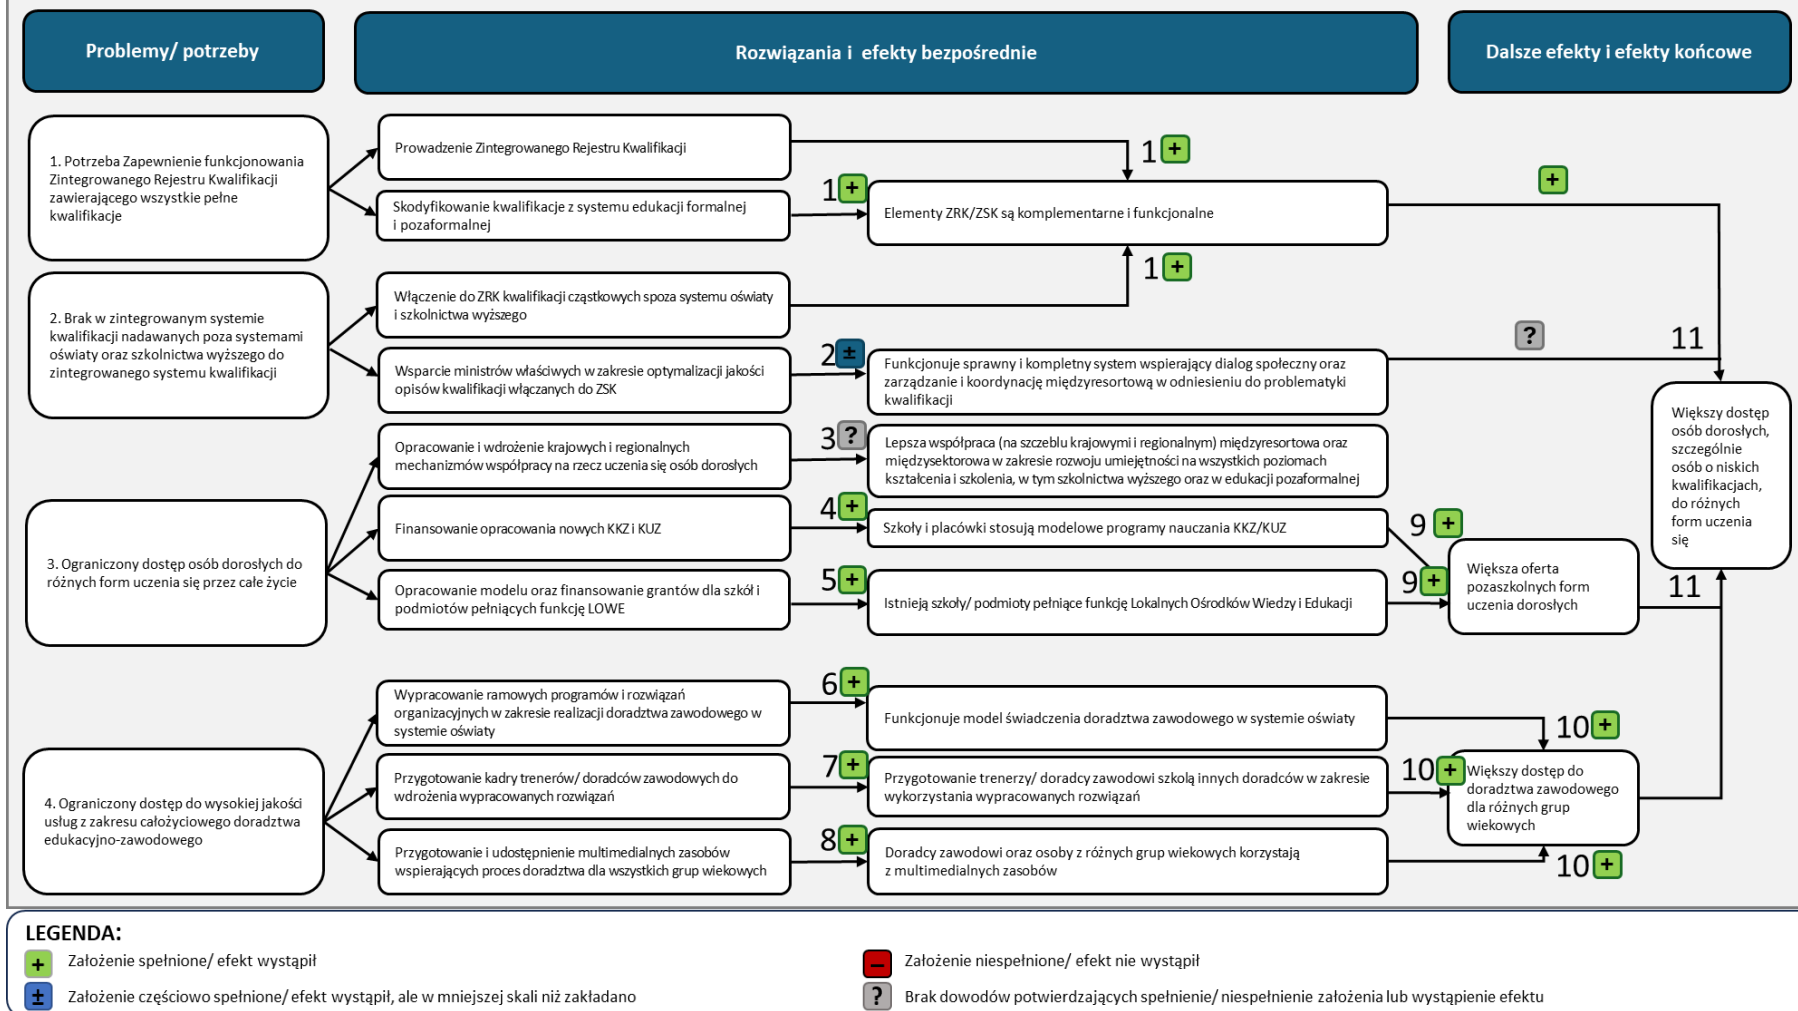 Problemy/ potrzeby
Rozwiązania i efekty bezpośrednie
Dalsze efekty i efekty końcowe
1. Potrzeba Zapewnienie funkcjonowania
Zintegrowanego Rejestru Kwalifikacji
zawierającego wszystkie pełne
kwalifikacje
Prowadzenie Zintegrowanego Rejestru Kwalifikacji
1 +
Skodyfikowanie kwalifikacje z systemu edukacji formalnej
i pozaformalnej
1 +
Elementy ZRK/ZSK są komplementarne i funkcjonalne
+
1 +
2. Brak w zintegrowanym systemie
kwalifikacji nadawanych poza systemami
oświaty oraz szkolnictwa wyższego do
zintegrowanego systemu kwalifikacji
Włączenie do ZRK kwalifikacji cząstkowych spoza systemu oświaty
i szkolnictwa wyższego
Wsparcie ministrów właściwych w zakresie optymalizacji jakości
opisów kwalifikacji włączanych do ZSK
2 ±
Funkcjonuje sprawny i kompletny system wspierający dialog społeczny oraz
zarządzanie i koordynację międzyresortową w odniesieniu do problematyki
kwalifikacji
?
11
Większy dostęp
osób dorosłych,
szczególnie
osób o niskich
kwalifikacjach,
do różnych
form uczenia
się
3. Ograniczony dostęp osób dorosłych do
różnych form uczenia się przez całe życie
Opracowanie i wdrożenie krajowych i regionalnych
mechanizmów współpracy na rzecz uczenia się osób dorosłych
3 ?
Lepsza współpraca (na szczeblu krajowymi i regionalnym) międzyresortowa oraz
międzysektorowa w zakresie rozwoju umiejętności na wszystkich poziomach
kształcenia i szkolenia, w tym szkolnictwa wyższego oraz w edukacji pozaformalnej
Finansowanie opracowania nowych KKZ i KUZ
4 +
Szkoły i placówki stosują modelowe programy nauczania KKZ/KUZ
9 +
Opracowanie modelu oraz finansowanie grantów dla szkół i
podmiotów pełniących funkcję LOWE
5 +
Istnieją szkoły/ podmioty pełniące funkcję Lokalnych Ośrodków Wiedzy i Edukacji
9 +
Większa oferta
pozaszkolnych form
uczenia dorosłych
11
4. Ograniczony dostęp do wysokiej jakości
usług z zakresu całożyciowego doradztwa
edukacyjno-zawodowego
Wypracowanie ramowych programów i rozwiązań
organizacyjnych w zakresie realizacji doradztwa zawodowego w
systemie oświaty
6 +
Funkcjonuje model świadczenia doradztwa zawodowego w systemie oświaty
10 +
Przygotowanie kadry trenerów/ doradców zawodowych do
wdrożenia wypracowanych rozwiązań
7 +
Przygotowanie trenerzy/ doradcy zawodowi szkolą innych doradców w zakresie
wykorzystania wypracowanych rozwiązań
10 +
Większy dostęp do
doradztwa zawodowego
dla różnych grup
wiekowych
Przygotowanie i udostępnienie multimedialnych zasobów
wspierających proces doradztwa dla wszystkich grup wiekowych
8 +
Doradcy zawodowi oraz osoby z różnych grup wiekowych korzystają
z multimedialnych zasobów
10 +
LEGENDA:
+ Założenie spełnione/ efekt wystąpił
− Założenie niespełnione/ efekt nie wystąpił
± Założenie częściowo spełnione/ efekt wystąpił, ale w mniejszej skali niż zakładano
? Brak dowodów potwierdzających spełnienie/ niespełnienie założenia lub wystąpienie efektu